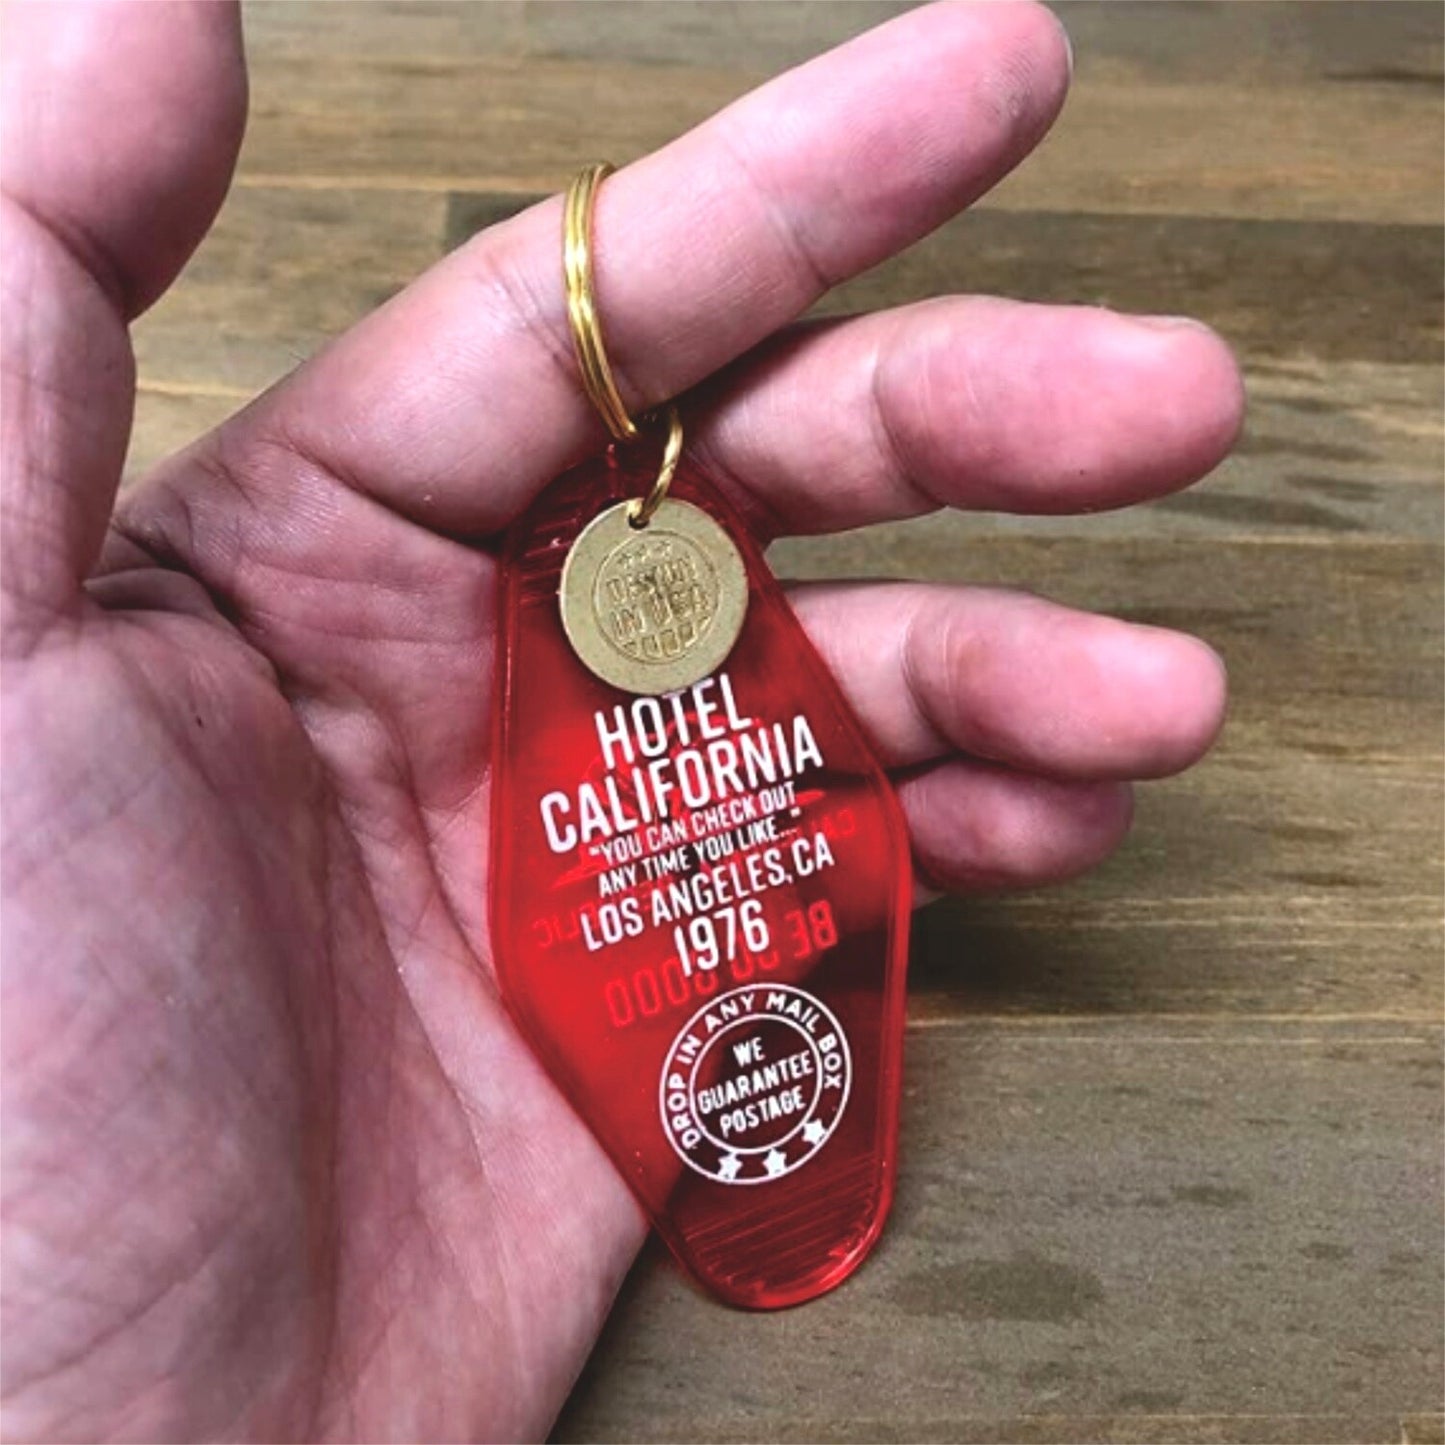 DESIGN
IN USA
GOODS
HOTEL
CALIFORNIA
"YOU CAN CHECK OUT
ANY TIME YOU LIKE..."
LOS ANGELES, CA
1976
DROP IN ANY MAIL BOX
WE
GUARANTEE
POSTAGE